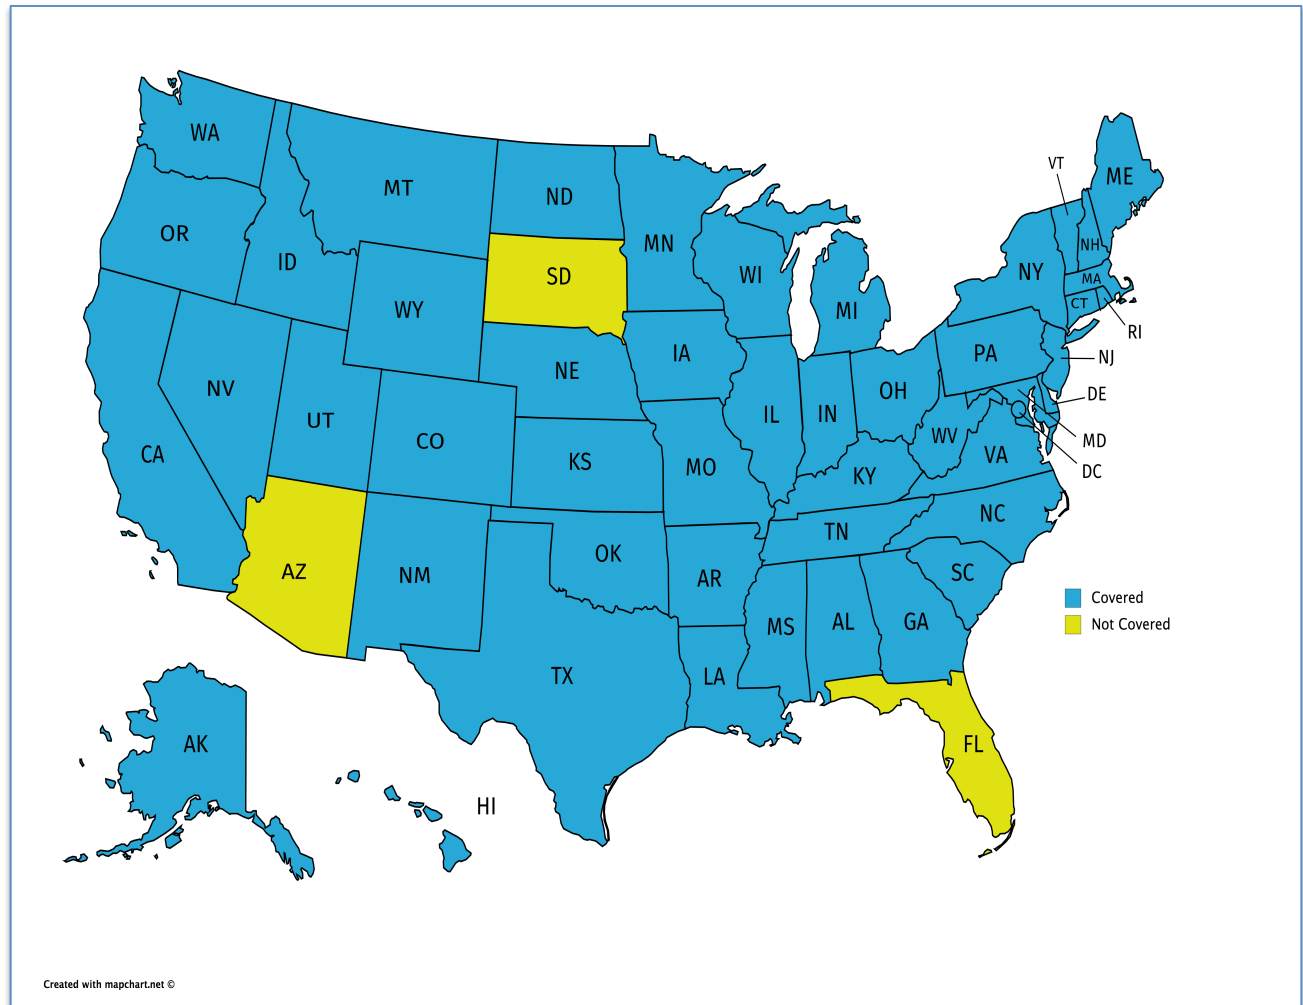 WA
MT
ND
MN
OR
ID
SD
WI
MI
NY
VT
ME
NH
MA
CT
RI
WY
IA
NE
PA
NJ
NV
UT
CO
IL
IN
OH
DE
MD
DC
CA
KS
MO
WV
VA
KY
AZ
NM
OK
AR
TN
NC
SC
MS
AL
GA
Covered
Not Covered
TX
LA
FL
AK
HI
Created with mapchart.net ©